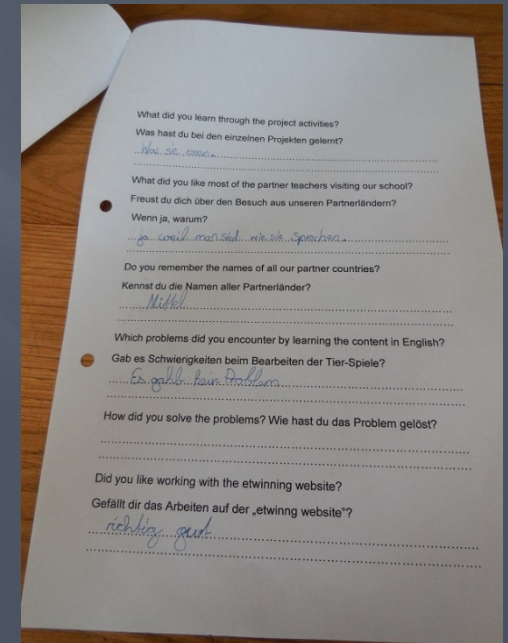 What did you learn through the project activities?
Was hast du bei den einzelnen Projekten gelernt?
Was sie
What did you like most of the partner teachers visiting our school?
Freust du dich über den Besuch aus unseren Partnerländern?
Wenn ja, warum?
ja weil man sied wie sie sprechen.
Do you remember the names of all our partner countries?
Kennst du die Namen aller Partnerländer?
Mittel
Which problems did you encounter by learning the content in English?
Gab es Schwierigkeiten beim Bearbeiten der Tier-Spiele?
Es gahb kein Problem
How did you solve the problems? Wie hast du das Problem gelöst?
Did you like working with the etwinning website?
Gefällt dir das Arbeiten auf der „etwinng website"?
richtig gut